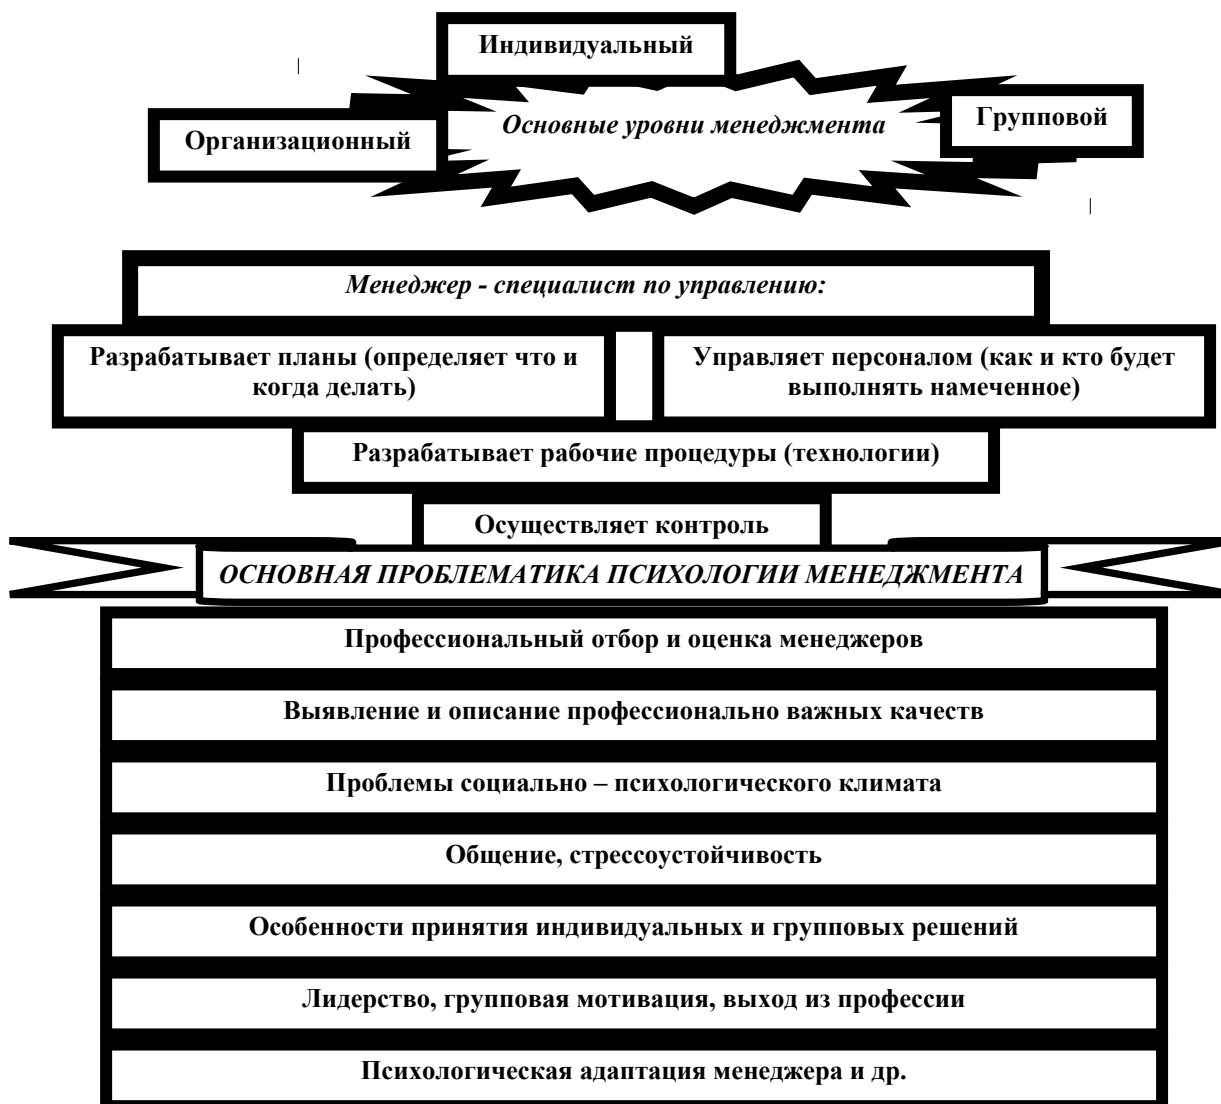 Индивидуальный
Основные уровни менеджмента
Групповой
Организационный
Менеджер - специалист по управлению:
Разрабатывает планы (определяет что и
когда делать)
Управляет персоналом (как и кто будет
выполнять намеченное)
Разрабатывает рабочие процедуры (технологии)
Осуществляет контроль
ОСНОВНАЯ ПРОБЛЕМАТИКА ПСИХОЛОГИИ МЕНЕДЖМЕНТА
Профессиональный отбор и оценка менеджеров
Выявление и описание профессионально важных качеств
Проблемы социально – психологического климата
Общение, стрессоустойчивость
Особенности принятия индивидуальных и групповых решений
Лидерство, групповая мотивация, выход из профессии
Психологическая адаптация менеджера и др.